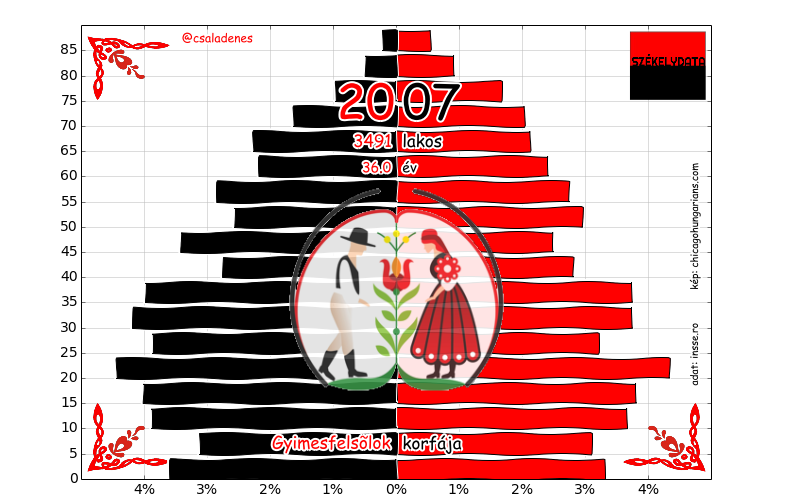 @csaladenes
SZÉKELYDATA
2007
3491 lakos
36.0 év
kép: chicagohungarians.com
adat: insse.ro
Gyimesfelsőlok korfája
85
80
75
70
65
60
55
50
45
40
35
30
25
20
15
10
5
0
4% 3% 2% 1% 0% 1% 2% 3% 4%